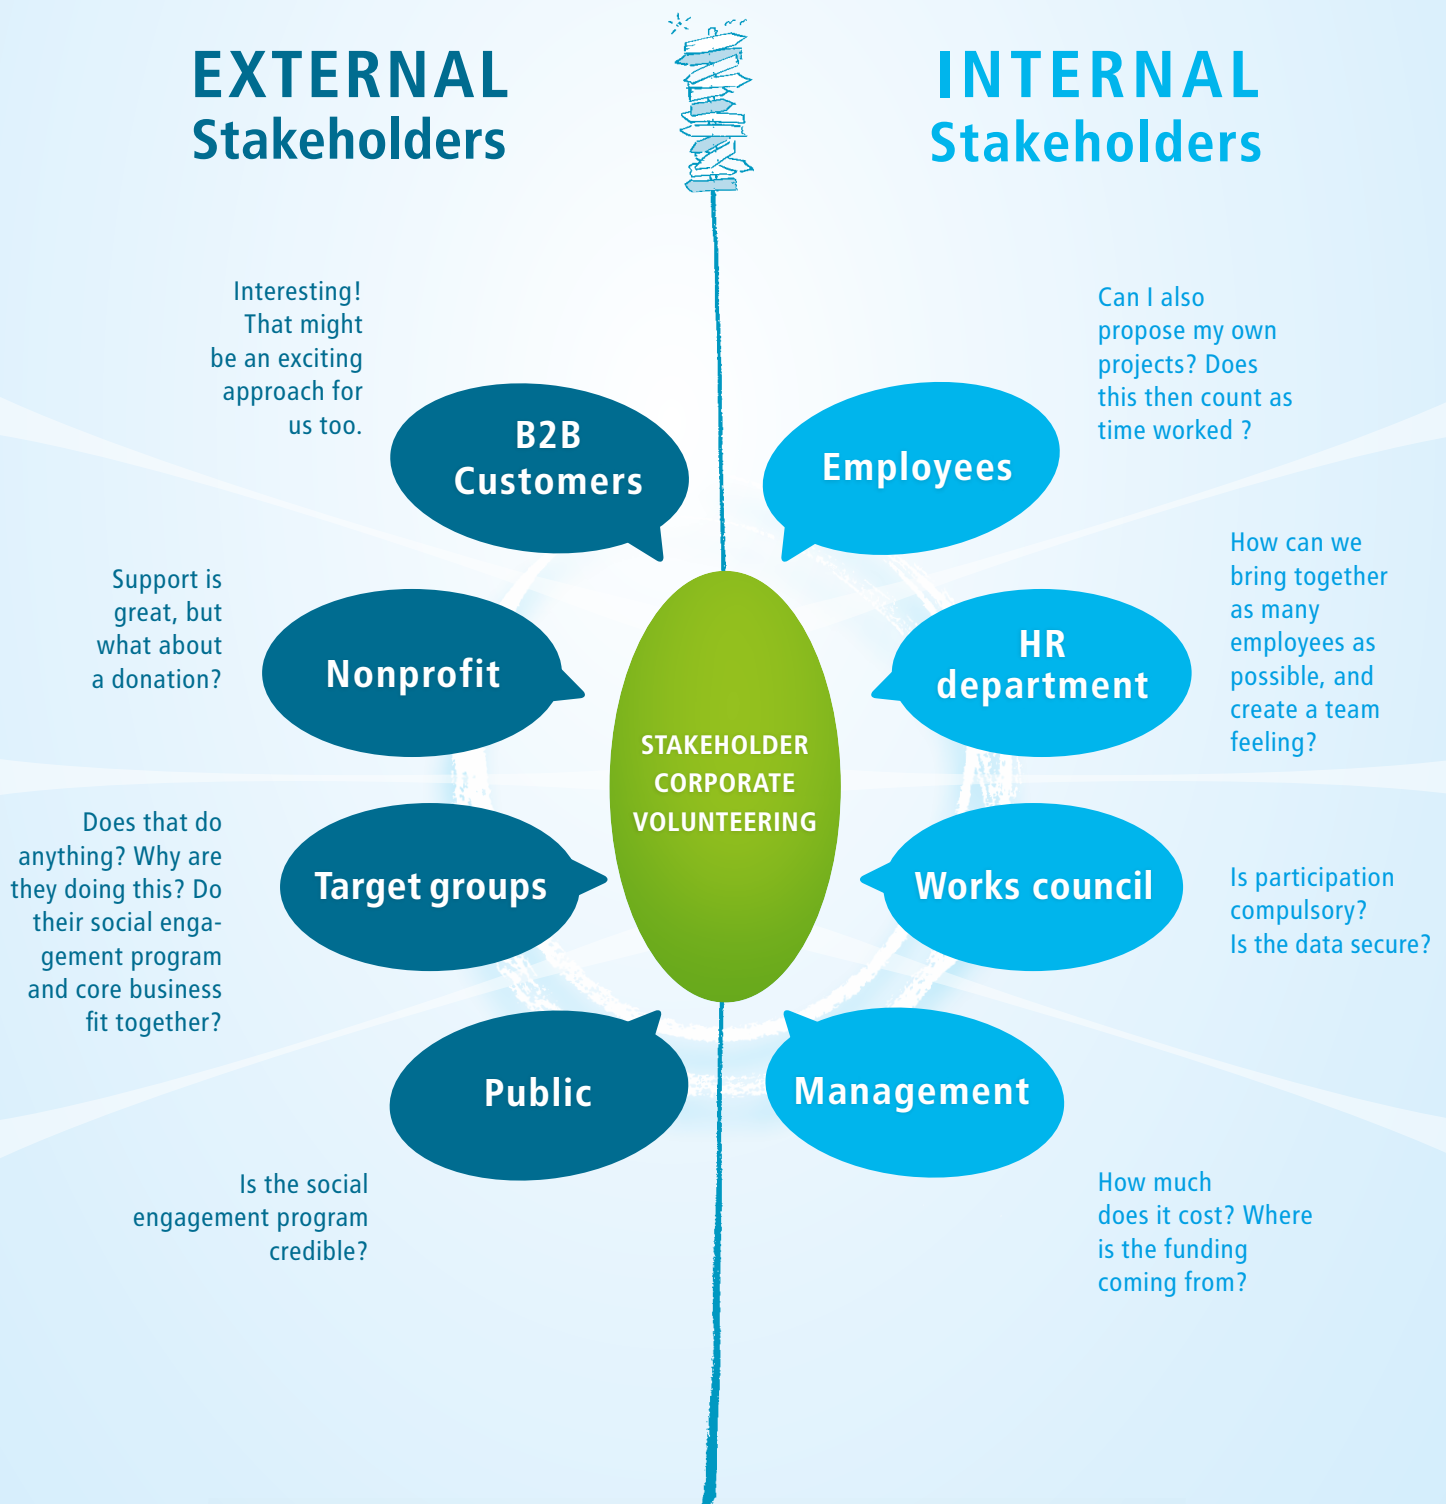 EXTERNAL
Stakeholders
INTERNAL
Stakeholders
Interesting!
That might
be an exciting
approach for
us too.
B2B
Customers
Support is
great, but
what about
a donation?
Nonprofit
Does that do
anything? Why are
they doing this? Do
their social enga-
gement program
and core business
fit together?
Target groups
Public
Is the social
engagement program
credible?
STAKEHOLDER
CORPORATE
VOLUNTEERING
Employees
Can I also
propose my own
projects? Does
this then count as
time worked ?
HR
department
How can we
bring together
as many
employees as
possible, and
create a team
feeling?
Works council
Is participation
compulsory?
Is the data secure?
Management
How much
does it cost? Where
is the funding
coming from?